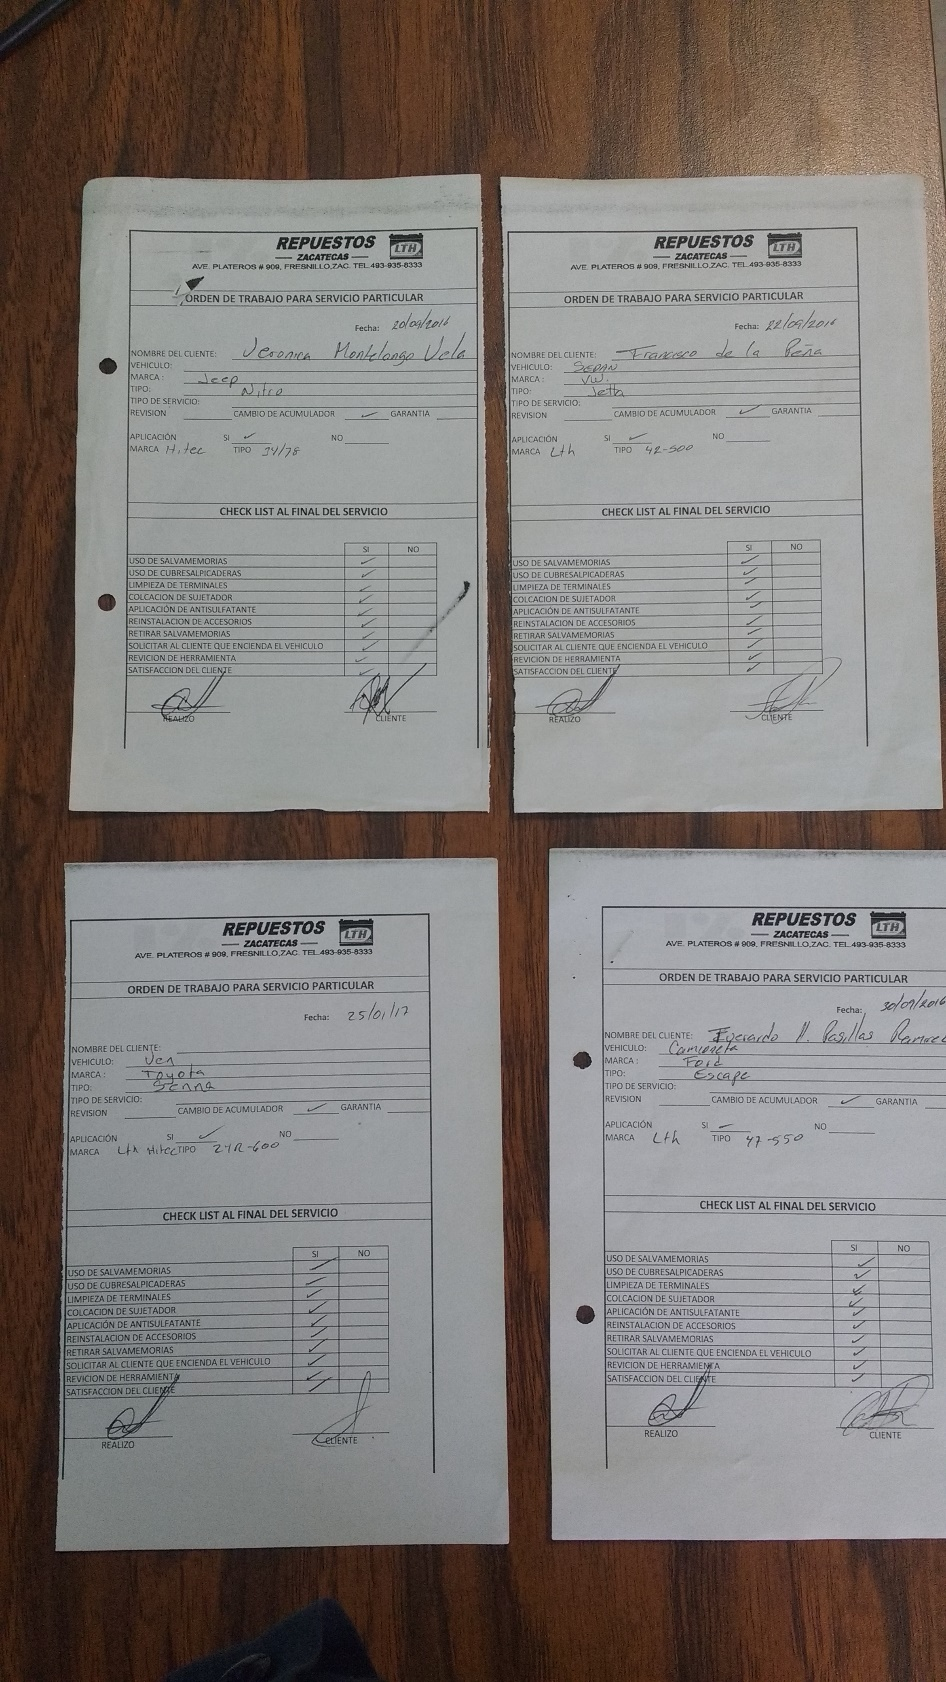 REPUESTOS
LTH
ZACATECAS
AVE. PLATEROS # 909, FRESNILLO,ZAC. TEL.493-935-8333
ORDEN DE TRABAJO PARA SERVICIO PARTICULAR
Fecha: 20/09/2016
NOMBRE DEL CLIENTE: Veronica Montelongo Vela
VEHICULO:
MARCA: Jeep
TIPO: Nitro
TIPO DE SERVICIO:
REVISION CAMBIO DE ACUMULADOR ✓ GARANTIA
APLICACIÓN SI ✓ NO
MARCA Hitec TIPO 34/78
CHECK LIST AL FINAL DEL SERVICIO
SI NO
USO DE SALVAMEMORIAS ✓
USO DE CUBRESALPICADERAS ✓
LIMPIEZA DE TERMINALES ✓
COLCACION DE SUJETADOR ✓
APLICACIÓN DE ANTISULFATANTE ✓
REINSTALACION DE ACCESORIOS ✓
RETIRAR SALVAMEMORIAS ✓
SOLICITAR AL CLIENTE QUE ENCIENDA EL VEHICULO ✓
REVICION DE HERRAMIENTA ✓
SATISFACCION DEL CLIENTE ✓
REALIZO CLIENTE
REPUESTOS
LTH
ZACATECAS
AVE. PLATEROS # 909, FRESNILLO,ZAC. TEL.493-935-8333
ORDEN DE TRABAJO PARA SERVICIO PARTICULAR
Fecha: 22/09/2016
NOMBRE DEL CLIENTE: Francisco de la Peña
VEHICULO: SEDAN
MARCA: VW.
TIPO: Jetta
TIPO DE SERVICIO:
REVISION CAMBIO DE ACUMULADOR ✓ GARANTIA
APLICACIÓN SI ✓ NO
MARCA Lth TIPO 42-500
CHECK LIST AL FINAL DEL SERVICIO
SI NO
USO DE SALVAMEMORIAS ✓
USO DE CUBRESALPICADERAS ✓
LIMPIEZA DE TERMINALES ✓
COLCACION DE SUJETADOR ✓
APLICACIÓN DE ANTISULFATANTE ✓
REINSTALACION DE ACCESORIOS ✓
RETIRAR SALVAMEMORIAS ✓
SOLICITAR AL CLIENTE QUE ENCIENDA EL VEHICULO ✓
REVICION DE HERRAMIENTA ✓
SATISFACCION DEL CLIENTE ✓
REALIZO CLIENTE
REPUESTOS
LTH
ZACATECAS
AVE. PLATEROS # 909, FRESNILLO,ZAC. TEL.493-935-8333
ORDEN DE TRABAJO PARA SERVICIO PARTICULAR
Fecha: 25/01/17
NOMBRE DEL CLIENTE:
VEHICULO: Ven
MARCA: Toyota
TIPO: Senna
TIPO DE SERVICIO:
REVISION CAMBIO DE ACUMULADOR ✓ GARANTIA
APLICACIÓN SI ✓ NO
MARCA Lth Hitec TIPO 24R-600
CHECK LIST AL FINAL DEL SERVICIO
SI NO
USO DE SALVAMEMORIAS ✓
USO DE CUBRESALPICADERAS ✓
LIMPIEZA DE TERMINALES ✓
COLCACION DE SUJETADOR ✓
APLICACIÓN DE ANTISULFATANTE ✓
REINSTALACION DE ACCESORIOS ✓
RETIRAR SALVAMEMORIAS ✓
SOLICITAR AL CLIENTE QUE ENCIENDA EL VEHICULO ✓
REVICION DE HERRAMIENTA ✓
SATISFACCION DEL CLIENTE ✓
REALIZO CLIENTE
REPUESTOS
LTH
ZACATECAS
AVE. PLATEROS # 909, FRESNILLO,ZAC. TEL.493-935-8333
ORDEN DE TRABAJO PARA SERVICIO PARTICULAR
Fecha: 30/09/2016
NOMBRE DEL CLIENTE: Everardo H. Pasillas
VEHICULO: Camioneta
MARCA: Ford
TIPO: Escape
TIPO DE SERVICIO:
REVISION CAMBIO DE ACUMULADOR ✓ GARANTIA
APLICACIÓN SI ✓ NO
MARCA Lth TIPO 47-550
CHECK LIST AL FINAL DEL SERVICIO
SI NO
USO DE SALVAMEMORIAS ✓
USO DE CUBRESALPICADERAS ✓
LIMPIEZA DE TERMINALES ✓
COLCACION DE SUJETADOR ✓
APLICACIÓN DE ANTISULFATANTE ✓
REINSTALACION DE ACCESORIOS ✓
RETIRAR SALVAMEMORIAS ✓
SOLICITAR AL CLIENTE QUE ENCIENDA EL VEHICULO ✓
REVICION DE HERRAMIENTA ✓
SATISFACCION DEL CLIENTE ✓
REALIZO CLIENTE